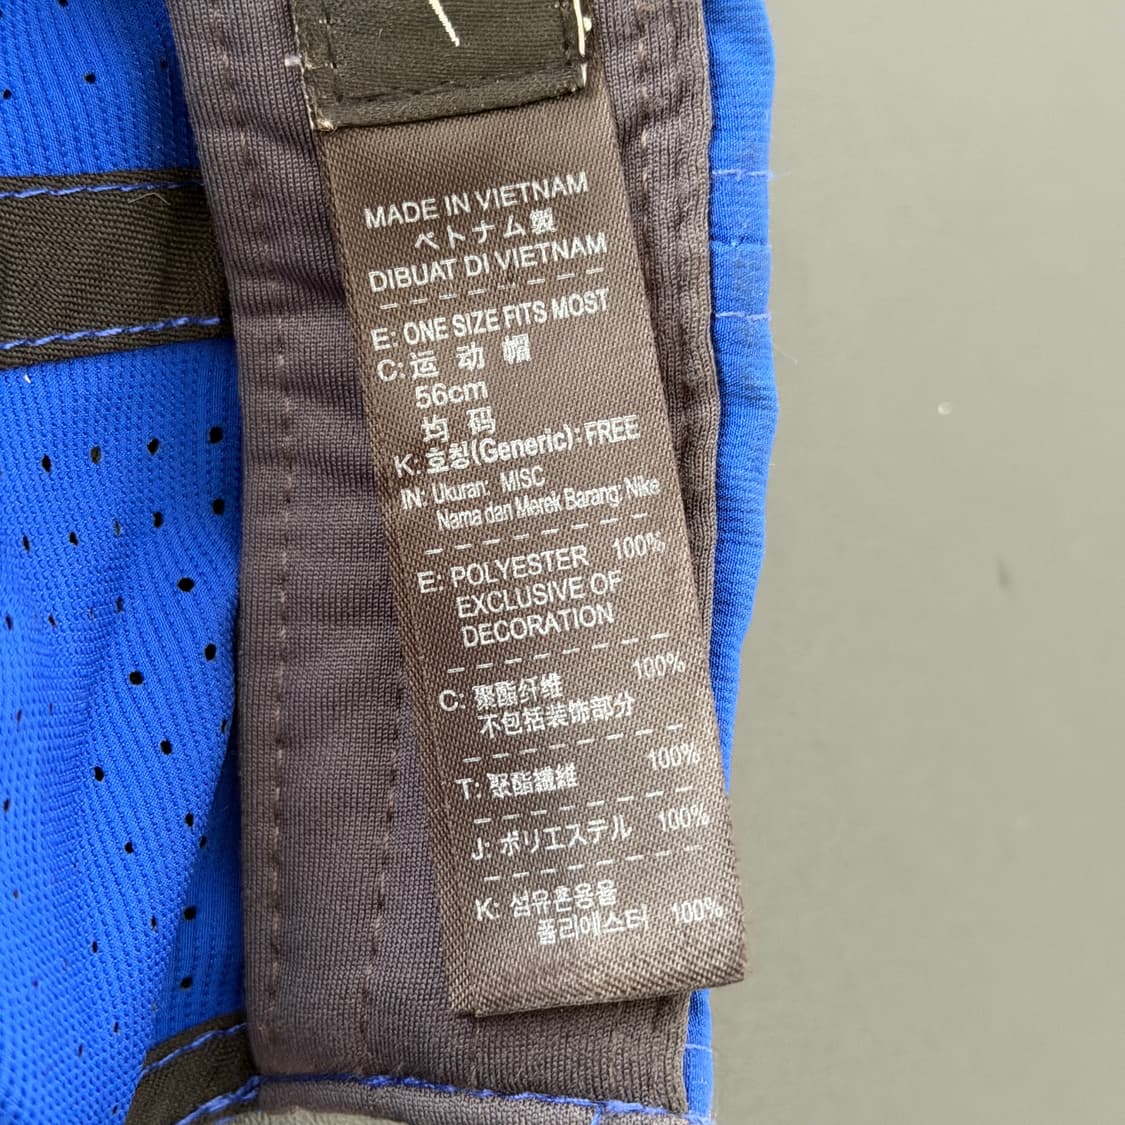 MADE IN VIETNAM
ベトナム製
DIBUAT DI VIETNAM
E: ONE SIZE FITS MOST
C: 运 动 帽
56cm
均 码
K: 호칭(Generic): FREE
IN: Ukuran: MISC
Nama dan Merek Barang: Nike
E: POLYESTER 100%
EXCLUSIVE OF
DECORATION
C: 聚酯纤维 100%
不包括装饰部分
T: 聚酯纖維 100%
J: ポリエステル 100%
K: 섬유혼용율
폴리에스터 100%